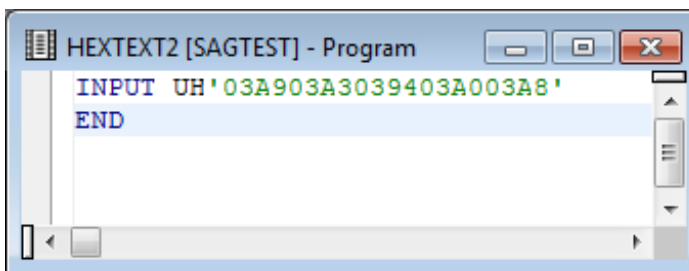 HEXTEXT2 [SAGTEST] - Program
INPUT UH'03A903A3039403A003A8'
END